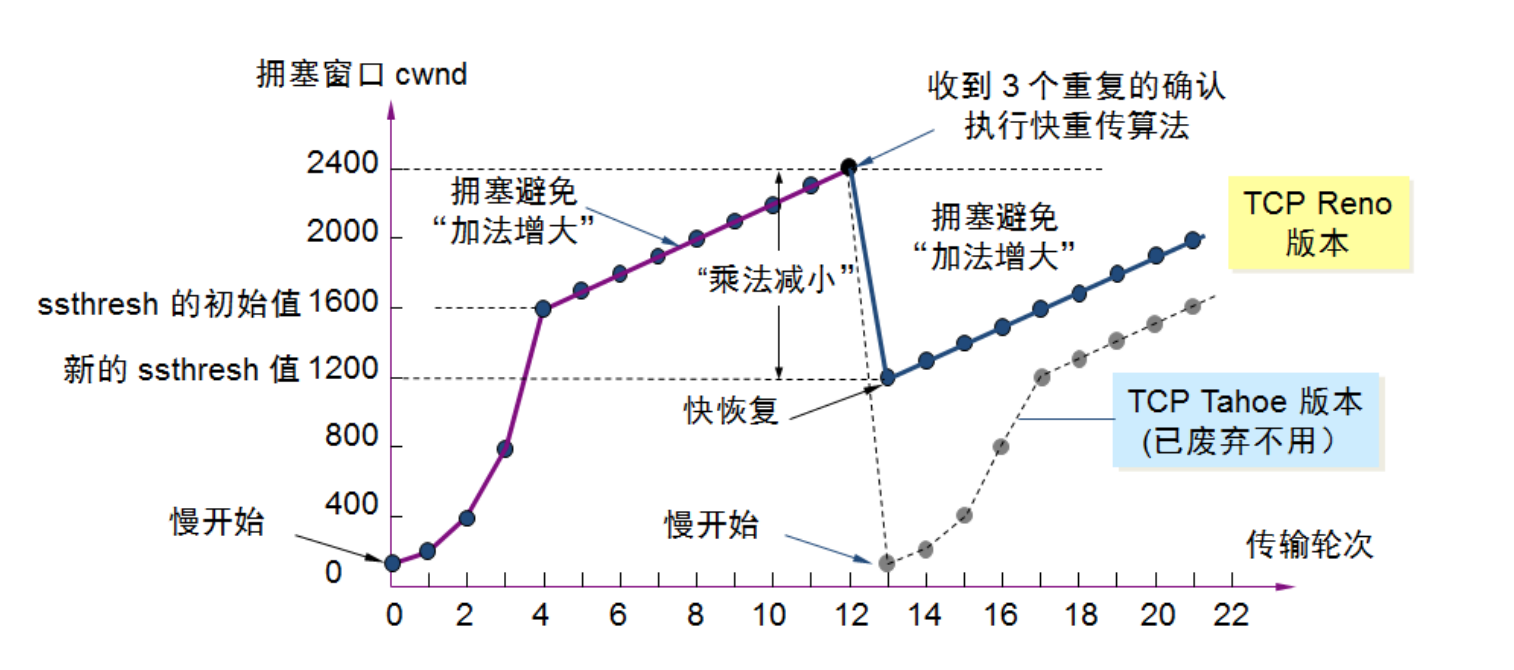 拥塞窗口 cwnd
收到 3 个重复的确认
执行快重传算法
2400
拥塞避免
“加法增大”
拥塞避免
“加法增大”
TCP Reno
版本
2000
“乘法减小”
ssthresh 的初始值 1600
新的 ssthresh 值 1200
快恢复
TCP Tahoe 版本
(已废弃不用）
800
400
慢开始
慢开始
传输轮次
0
0 2 4 6 8 10 12 14 16 18 20 22